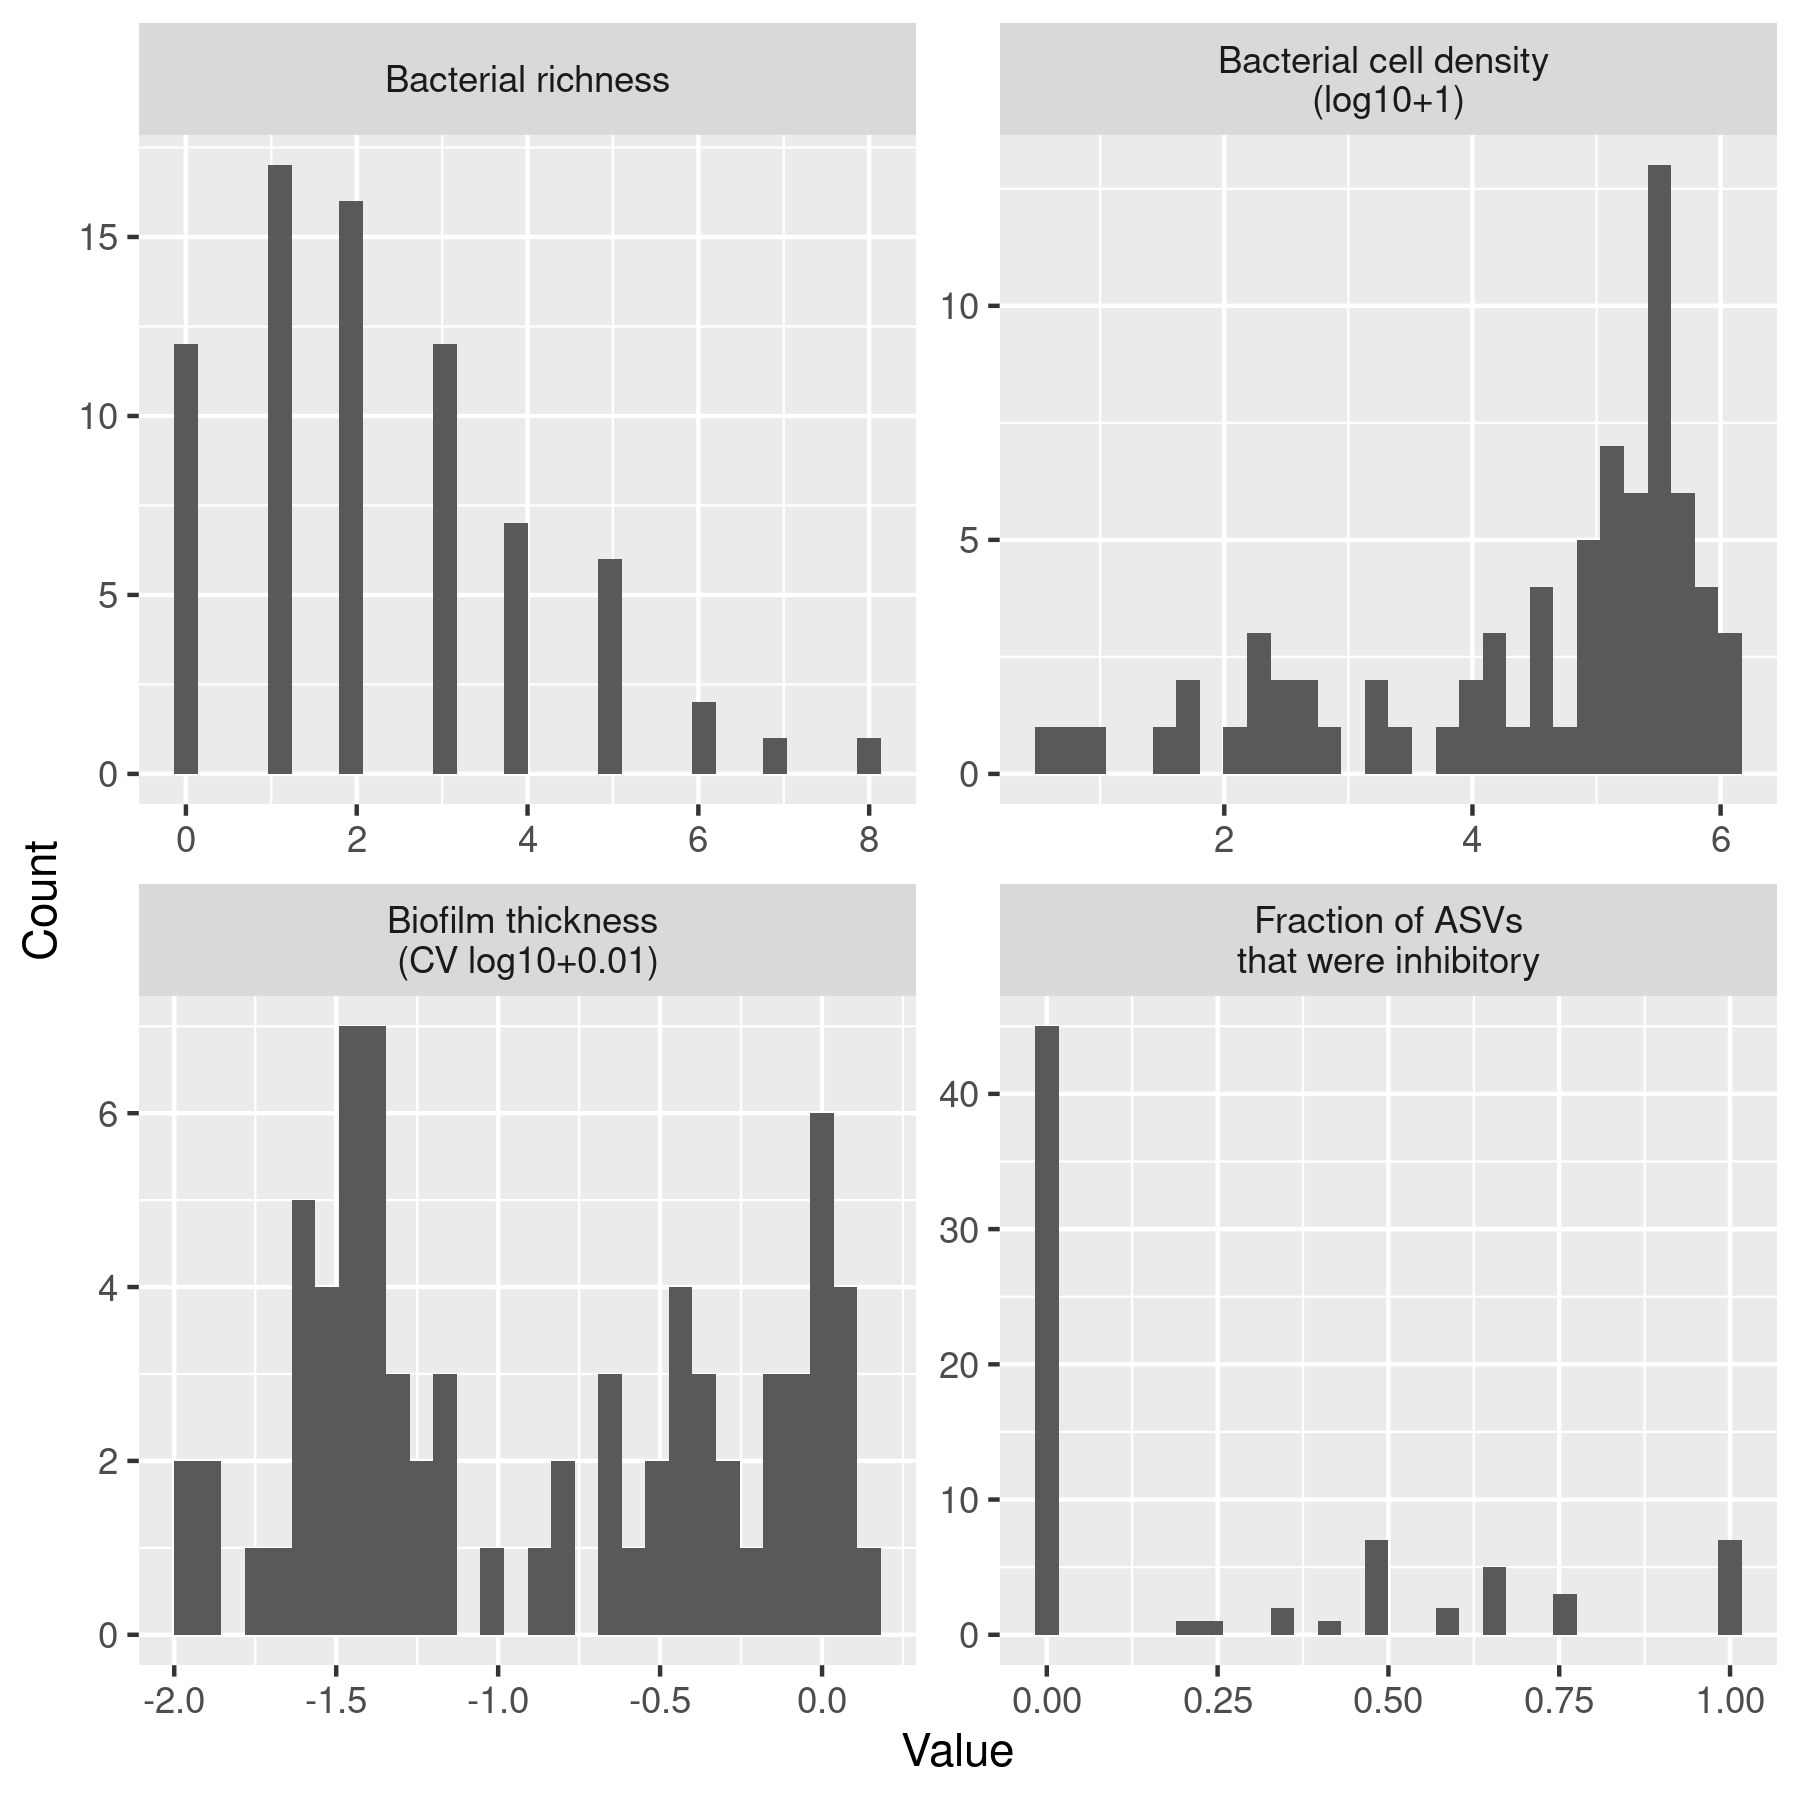 Bacterial richness
Bacterial cell density
(log10+1)
15
10
5
0
0 2 4 6 8
10
5
0
2 4 6
Count
Biofilm thickness
(CV log10+0.01)
Fraction of ASVs
that were inhibitory
6
4
2
0
-2.0 -1.5 -1.0 -0.5 0.0
40
30
20
10
0
0.00 0.25 0.50 0.75 1.00
Value